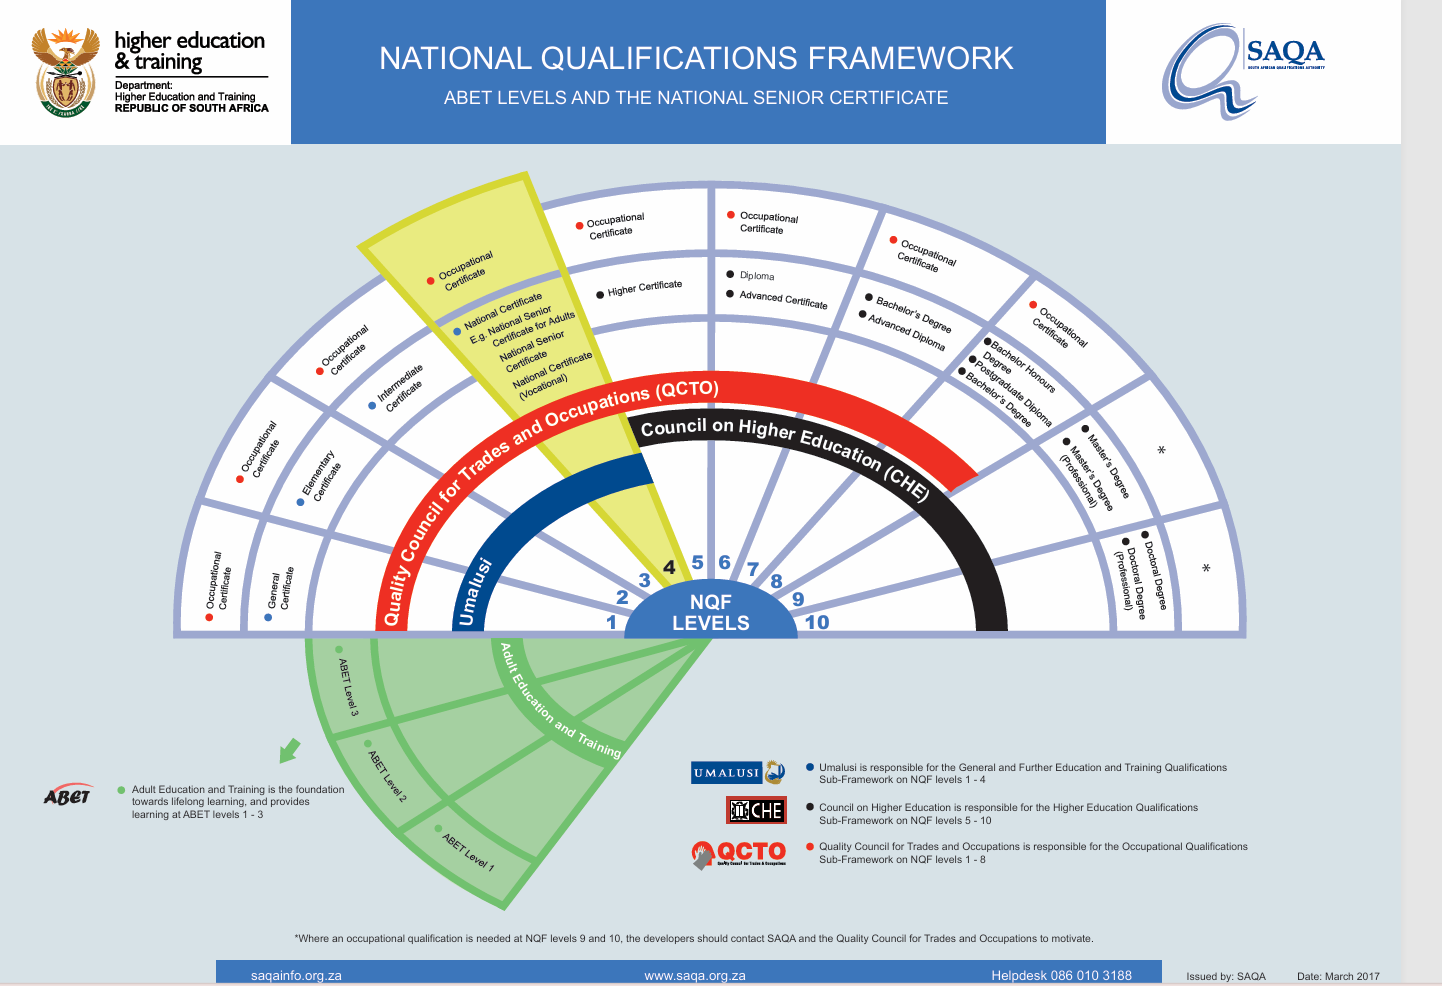 higher education
& training
Department:
Higher Education and Training
REPUBLIC OF SOUTH AFRICA
NATIONAL QUALIFICATIONS FRAMEWORK
ABET LEVELS AND THE NATIONAL SENIOR CERTIFICATE
SAQA
SOUTH AFRICAN QUALIFICATIONS AUTHORITY
Occupational
Certificate
General
Certificate
Occupational
Certificate
Elementary
Certificate
Occupational
Certificate
Intermediate
Certificate
Occupational
Certificate
National Certificate
E.g. National Senior
Certificate for Adults
National Senior
Certificate
National Certificate
(Vocational)
Occupational
Certificate
Higher Certificate
Occupational
Certificate
Diploma
Advanced Certificate
Occupational
Certificate
Bachelor's Degree
Advanced Diploma
Occupational
Certificate
Bachelor Honours
Degree
Postgraduate Diploma
Bachelor's Degree
*
Master's Degree
Master's Degree
(Professional)
*
Doctoral Degree
Doctoral Degree
(Professional)
Quality Council for Trades and Occupations (QCTO)
Council on Higher Education (CHE)
Umalusi
1
2
3
4
5
6
7
8
9
10
NQF
LEVELS
Adult Education and Training
ABET Level 3
ABET Level 2
ABET Level 1
ABET
Adult Education and Training is the foundation
towards lifelong learning, and provides
learning at ABET levels 1 - 3
UMALUSI
Umalusi is responsible for the General and Further Education and Training Qualifications
Sub-Framework on NQF levels 1 - 4
CHE
Council on Higher Education is responsible for the Higher Education Qualifications
Sub-Framework on NQF levels 5 - 10
QCTO
Quality Council for Trades & Occupations
Quality Council for Trades and Occupations is responsible for the Occupational Qualifications
Sub-Framework on NQF levels 1 - 8
*Where an occupational qualification is needed at NQF levels 9 and 10, the developers should contact SAQA and the Quality Council for Trades and Occupations to motivate.
saqainfo.org.za
www.saqa.org.za
Helpdesk 086 010 3188
Issued by: SAQA
Date: March 2017